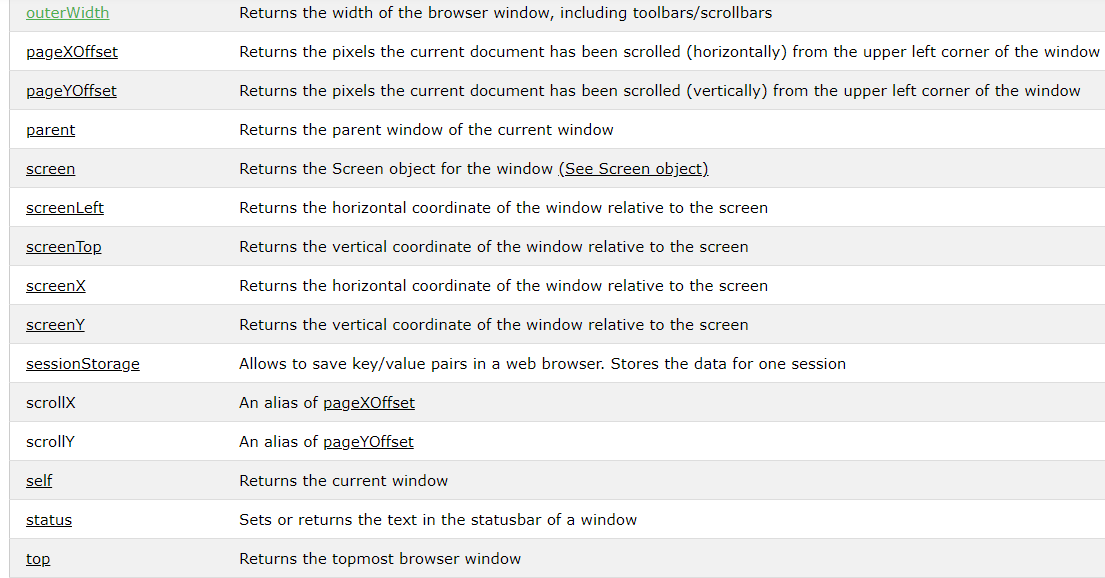 outerWidth Returns the width of the browser window, including toolbars/scrollbars
pageXOffset Returns the pixels the current document has been scrolled (horizontally) from the upper left corner of the window
pageYOffset Returns the pixels the current document has been scrolled (vertically) from the upper left corner of the window
parent Returns the parent window of the current window
screen Returns the Screen object for the window (See Screen object)
screenLeft Returns the horizontal coordinate of the window relative to the screen
screenTop Returns the vertical coordinate of the window relative to the screen
screenX Returns the horizontal coordinate of the window relative to the screen
screenY Returns the vertical coordinate of the window relative to the screen
sessionStorage Allows to save key/value pairs in a web browser. Stores the data for one session
scrollX An alias of pageXOffset
scrollY An alias of pageYOffset
self Returns the current window
status Sets or returns the text in the statusbar of a window
top Returns the topmost browser window